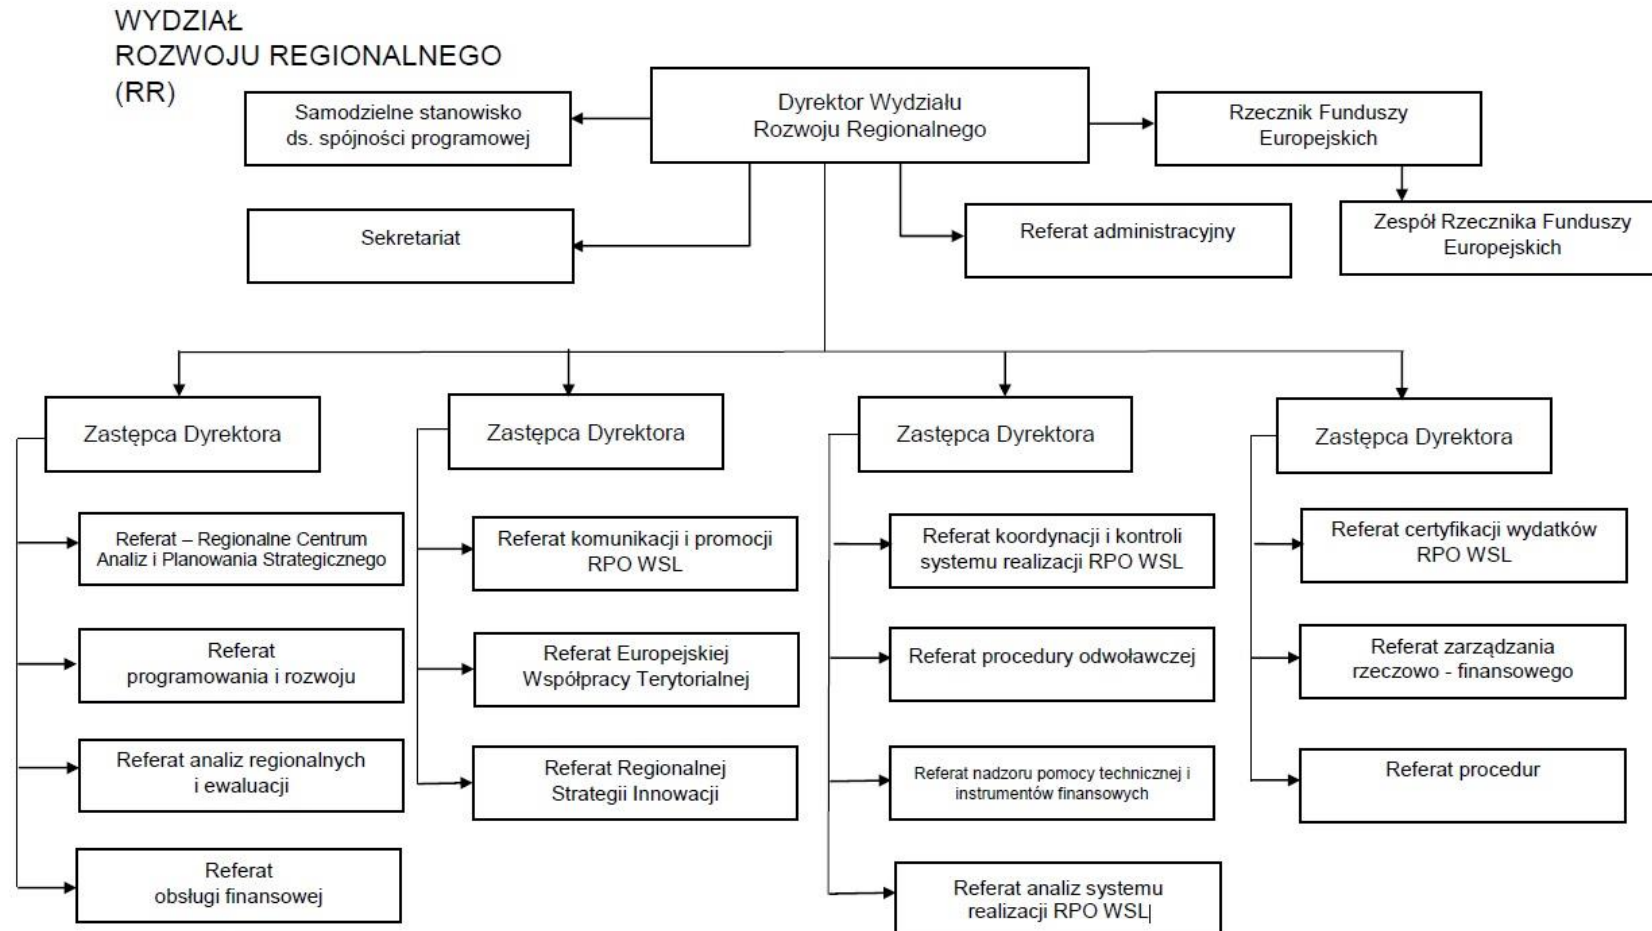 WYDZIAŁ
ROZWOJU REGIONALNEGO
(RR)
Samodzielne stanowisko
ds. spójności programowej
Dyrektor Wydziału
Rozwoju Regionalnego
Rzecznik Funduszy
Europejskich
Sekretariat
Referat administracyjny
Zespół Rzecznika Funduszy
Europejskich
Zastępca Dyrektora
Zastępca Dyrektora
Zastępca Dyrektora
Zastępca Dyrektora
Referat – Regionalne Centrum
Analiz i Planowania Strategicznego
Referat komunikacji i promocji
RPO WSL
Referat koordynacji i kontroli
systemu realizacji RPO WSL
Referat certyfikacji wydatków
RPO WSL
Referat
programowania i rozwoju
Referat Europejskiej
Współpracy Terytorialnej
Referat procedury odwoławczej
Referat zarządzania
rzeczowo - finansowego
Referat analiz regionalnych
i ewaluacji
Referat Regionalnej
Strategii Innowacji
Referat nadzoru pomocy technicznej i
instrumentów finansowych
Referat procedur
Referat
obsługi finansowej
Referat analiz systemu
realizacji RPO WSL